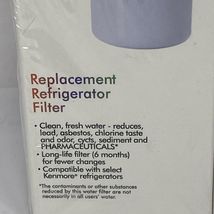 Replacement
Refrigerator
Filter
• Clean, fresh water - reduces,
lead, asbestos, chlorine taste
and odor, cycts, sediment and
PHARMACEUTICALS*
• Long-life filter (6 months)
for fewer changes
• Compatible with select
Kenmore® refrigerators
*The contaminants or other substances
reduced by this water filter are not
necessarily in all users' water.